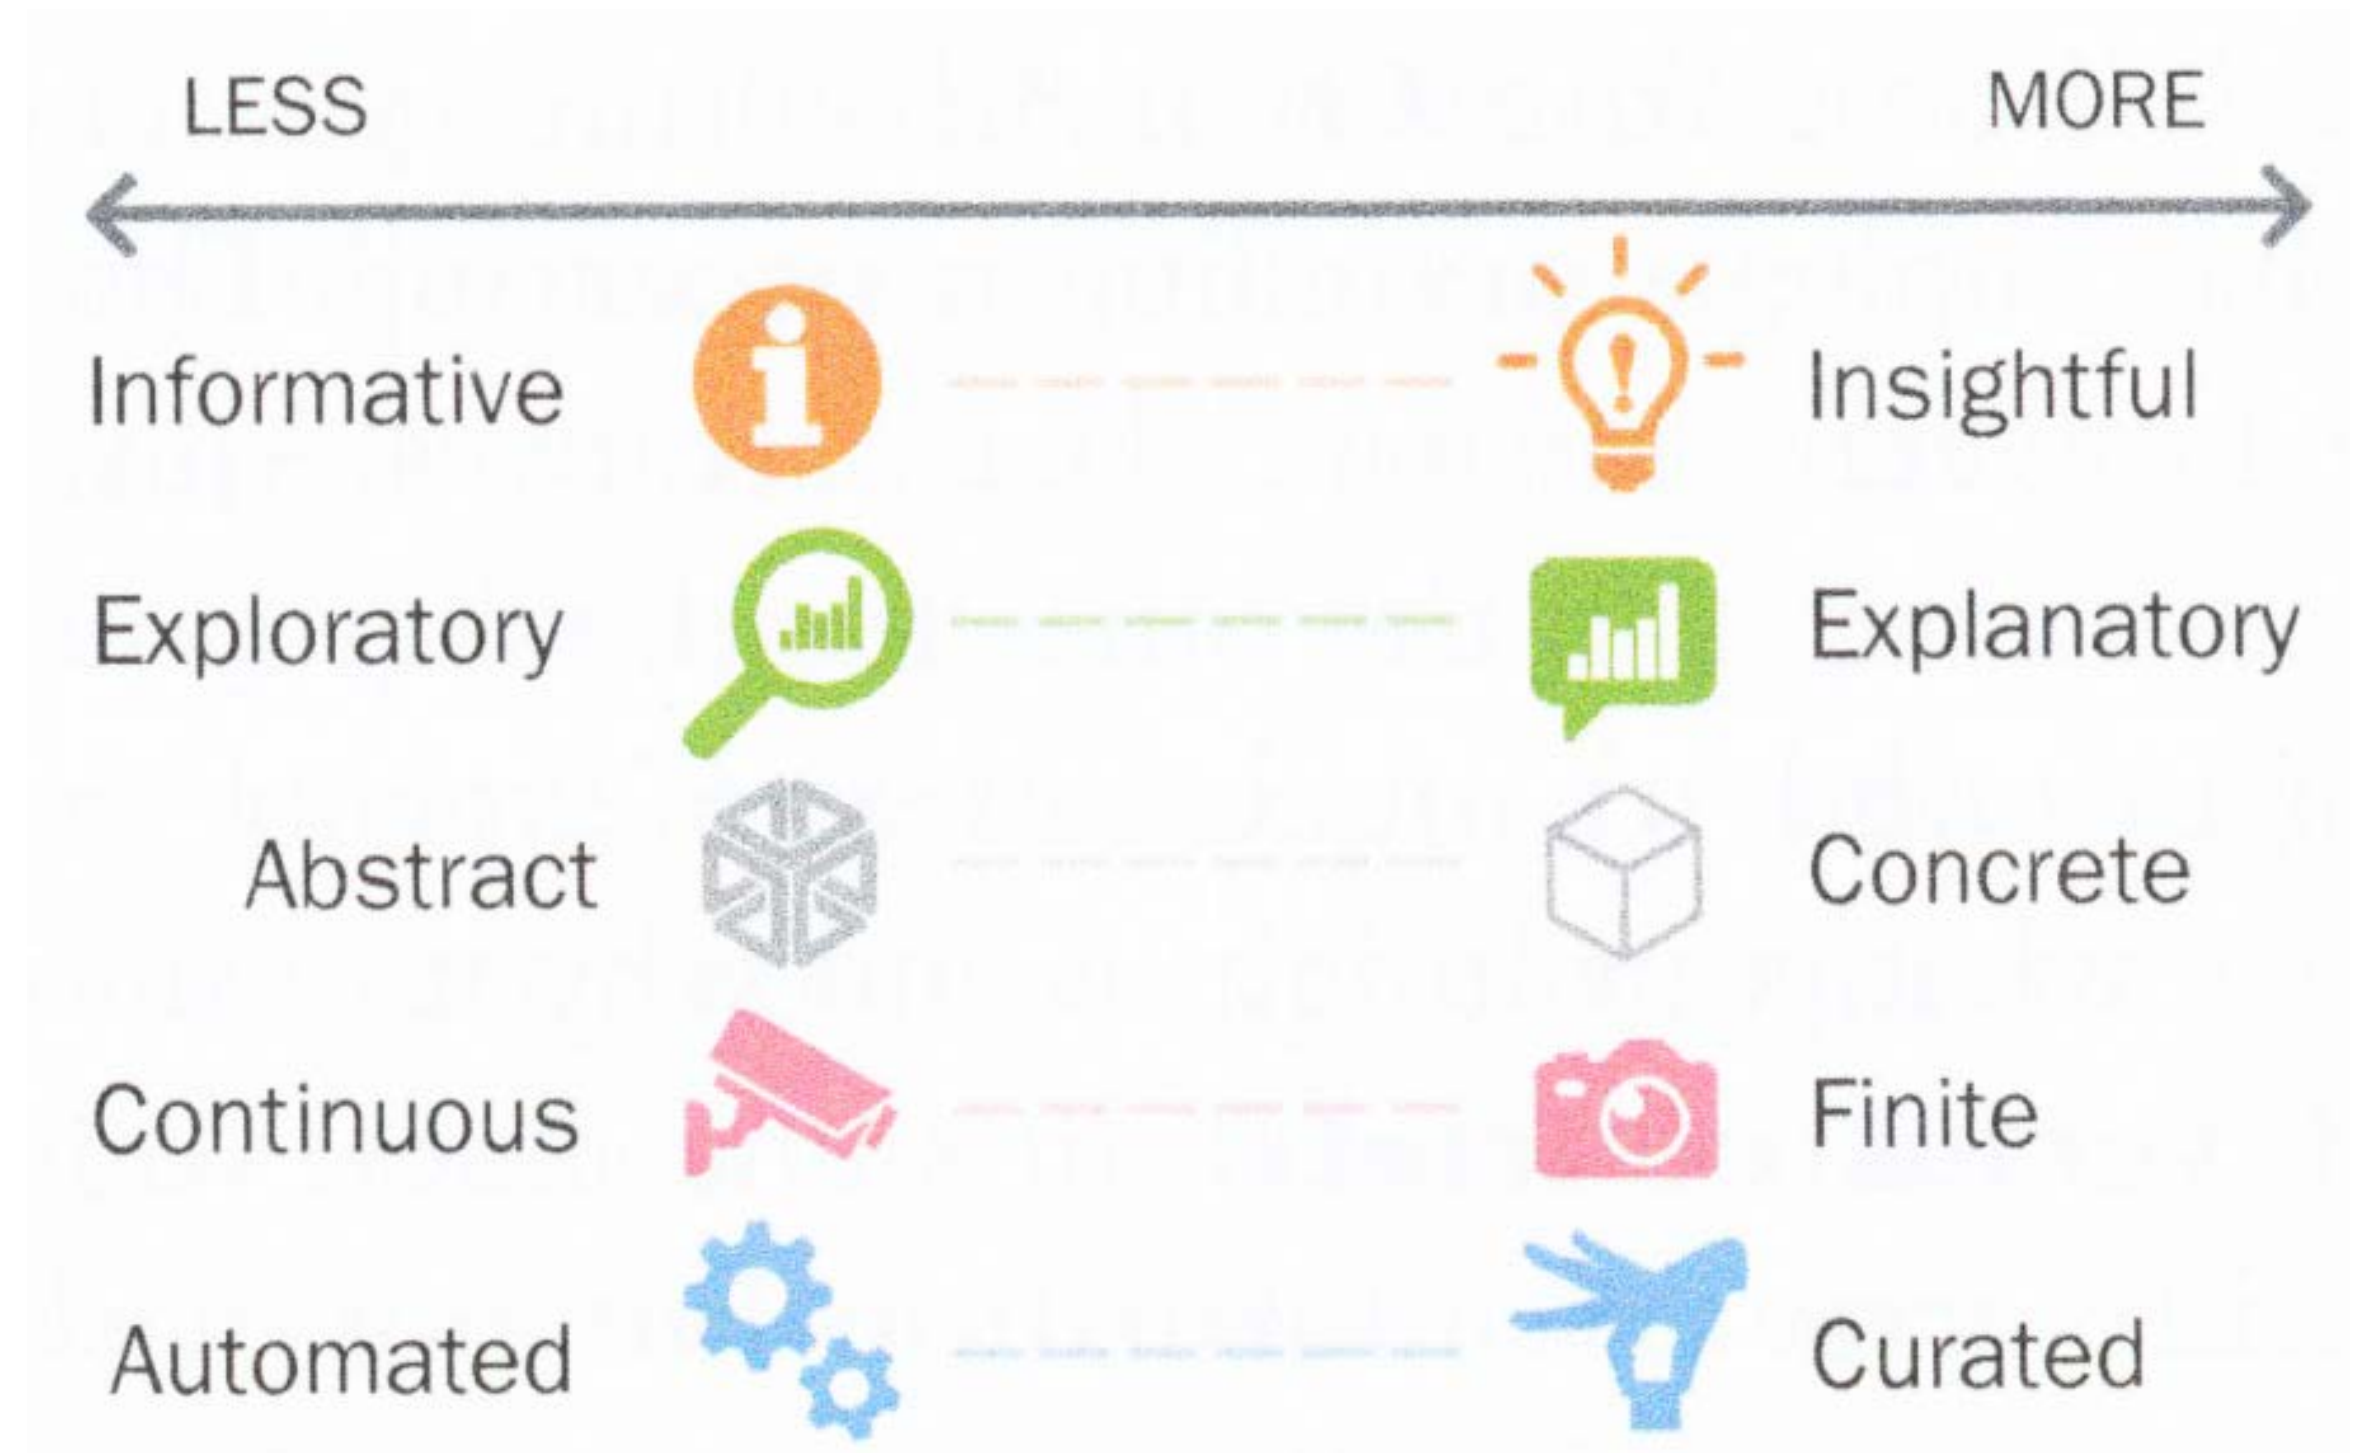 LESS MORE
Informative Insightful
Exploratory Explanatory
Abstract Concrete
Continuous Finite
Automated Curated